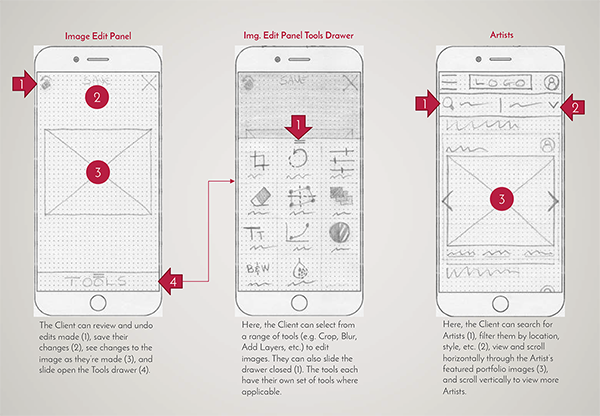 Image Edit Panel
Img. Edit Panel Tools Drawer
Artists
1
SAVE
2
3
TOOLS
4
SAVE
1
TT
B&W
LOGO
1
2
3
The Client can review and undo
edits made (1), save their
changes (2), see changes to the
image as they're made (3), and
slide open the Tools drawer (4).
Here, the Client can select from
a range of tools (e.g. Crop, Blur,
Add Layers, etc.) to edit
images. They can also slide the
drawer closed (1). The tools each
have their own set of tools where
applicable.
Here, the Client can search for
Artists (1), filter them by location,
style, etc. (2), view and scroll
horizontally through the Artist's
featured portfolio images (3),
and scroll vertically to view more
Artists.